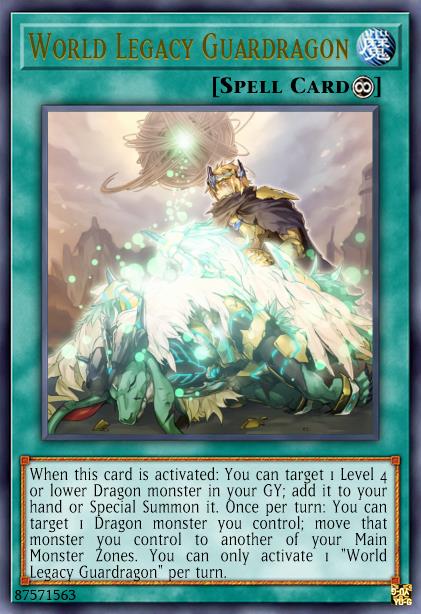 WORLD LEGACY GUARDRAGON
魔
[SPELL CARD]
When this card is activated: You can target 1 Level 4
or lower Dragon monster in your GY; add it to your
hand or Special Summon it. Once per turn: You can
target 1 Dragon monster you control; move that
monster you control to another of your Main
Monster Zones. You can only activate 1 "World
Legacy Guardragon" per turn.
87571563